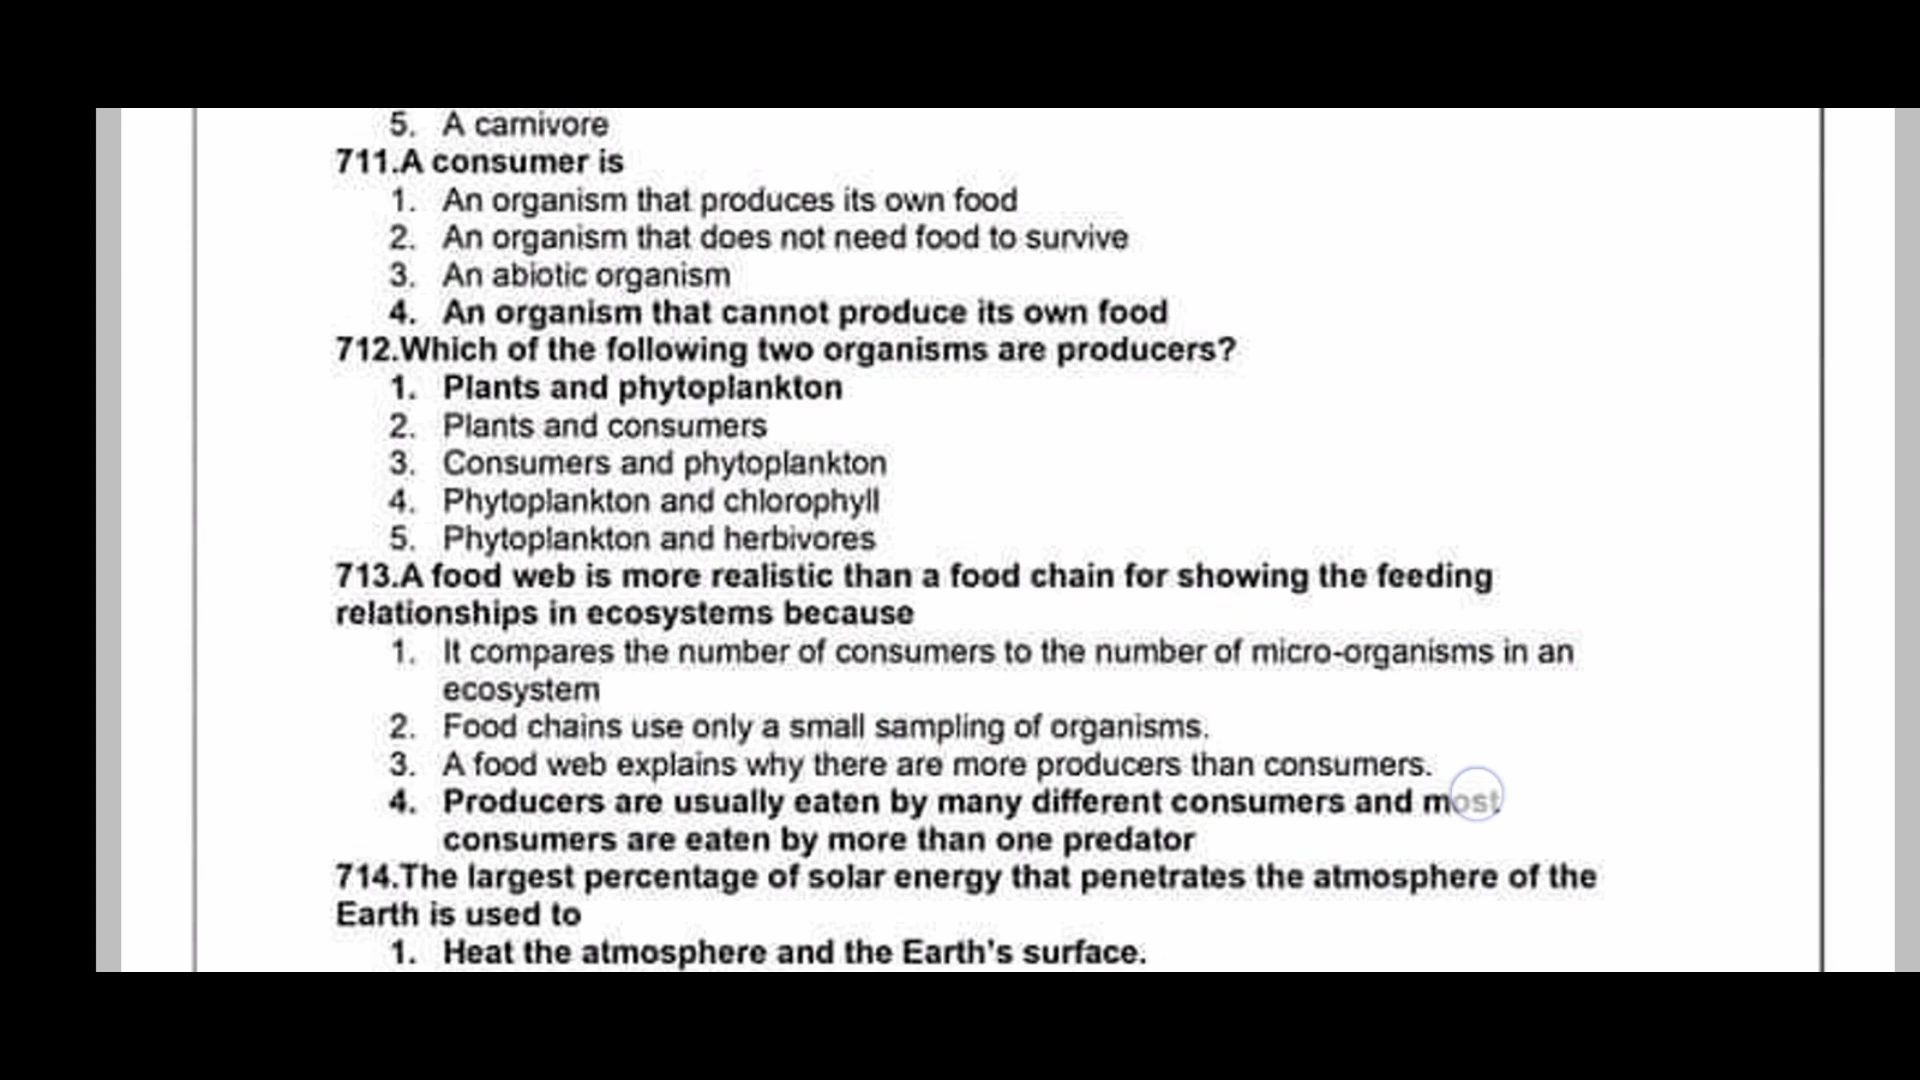 5. A carnivore
711.A consumer is
1. An organism that produces its own food
2. An organism that does not need food to survive
3. An abiotic organism
4. An organism that cannot produce its own food
712.Which of the following two organisms are producers?
1. Plants and phytoplankton
2. Plants and consumers
3. Consumers and phytoplankton
4. Phytoplankton and chlorophyll
5. Phytoplankton and herbivores
713.A food web is more realistic than a food chain for showing the feeding
relationships in ecosystems because
1. It compares the number of consumers to the number of micro-organisms in an
ecosystem
2. Food chains use only a small sampling of organisms.
3. A food web explains why there are more producers than consumers.
4. Producers are usually eaten by many different consumers and most
consumers are eaten by more than one predator
714.The largest percentage of solar energy that penetrates the atmosphere of the
Earth is used to
1. Heat the atmosphere and the Earth's surface.